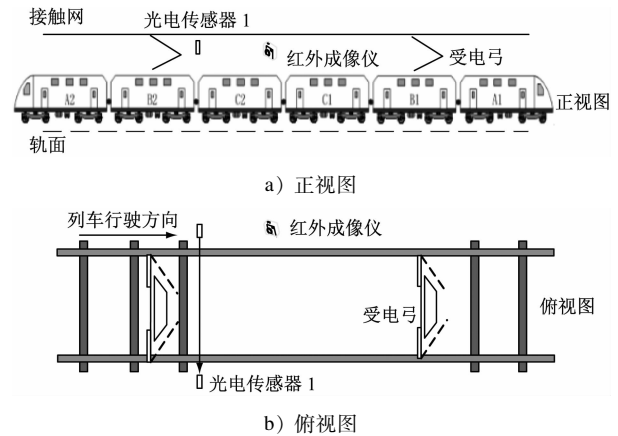 接触网
光电传感器 1
红外成像仪
受电弓
A2
B2
C2
C1
B1
A1
正视图
轨面
a）正视图
列车行驶方向
红外成像仪
受电弓
俯视图
光电传感器 1
b）俯视图